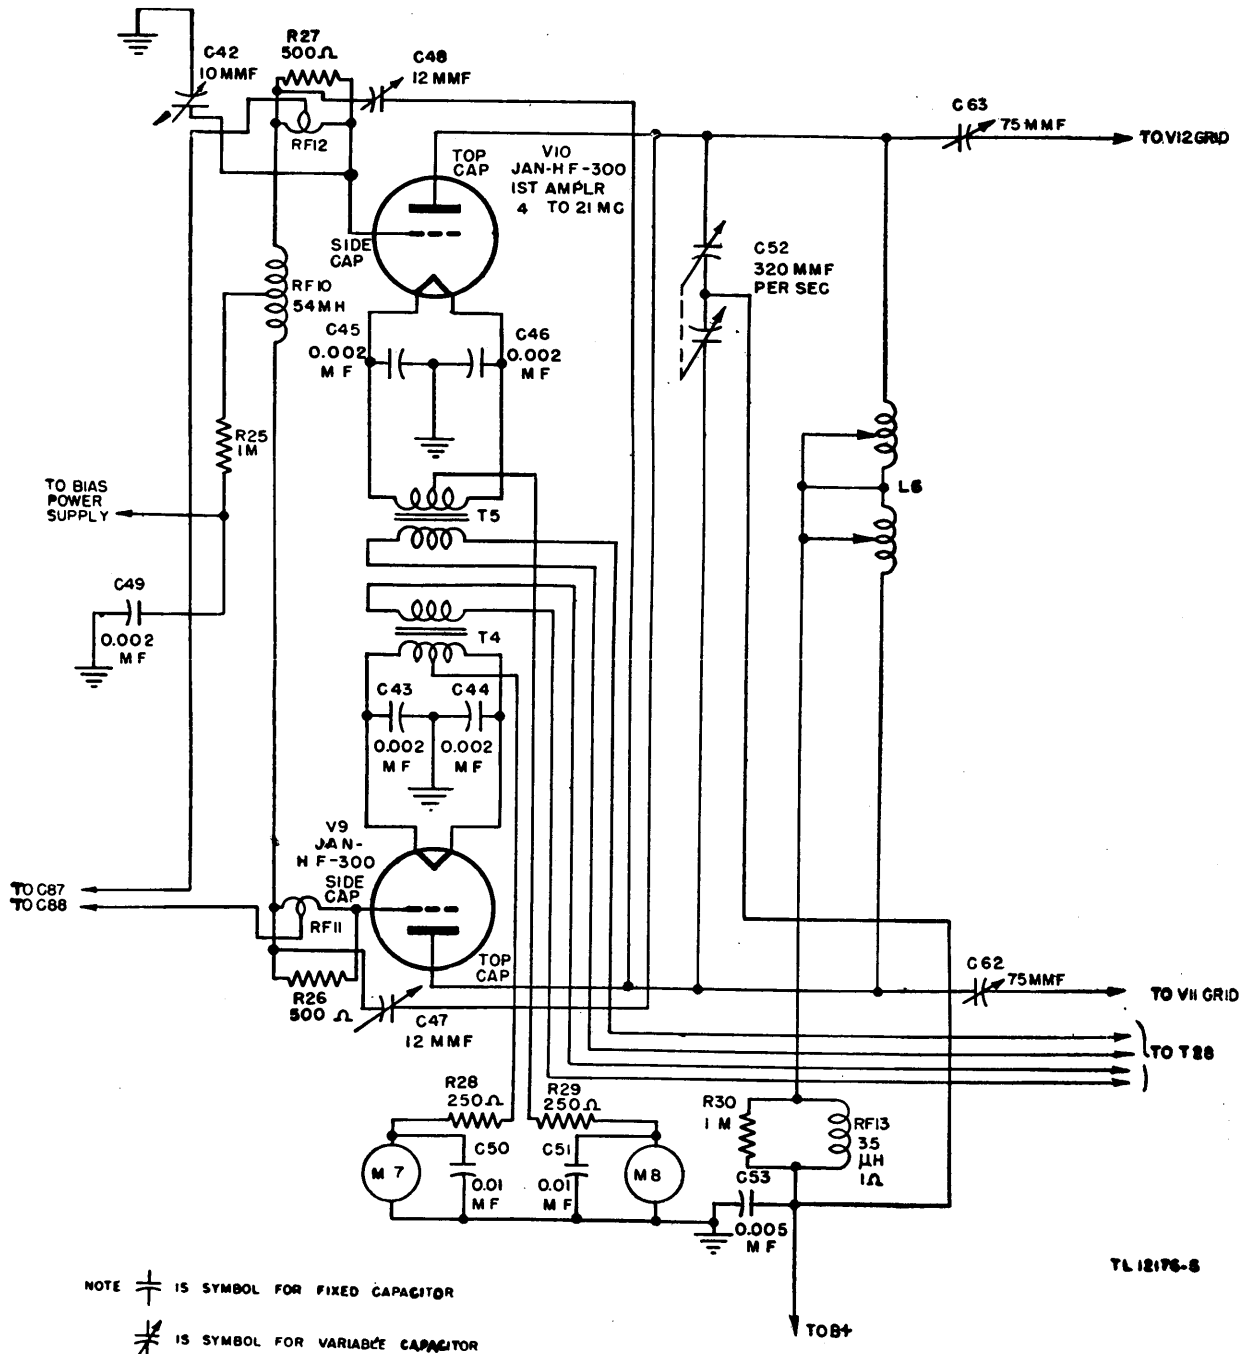 R27
500Ω
C42
10 MMF
C48
12 MMF
C 63
75 MMF
TO V12 GRID
RF12
TOP
CAP
V10
JAN-HF-300
1ST AMPLR
4 TO 21 MC
SIDE
CAP
C52
320 MMF
PER SEC
RF10
54MH
C45
0.002
MF
C46
0.002
MF
R25
1M
TO BIAS
POWER
SUPPLY
L6
T5
C49
0.002
MF
T4
C43
0.002
MF
C44
0.002
MF
V9
JAN-
HF-300
SIDE
CAP
TO C87
TO C88
RF11
TOP
CAP
C62
75MMF
TO V11 GRID
R26
500 Ω
C47
12 MMF
TO T28
R28
250Ω
R29
250Ω
R30
1 M
RF13
35
μH
1Ω
C50
0.01
MF
C51
0.01
MF
M 7
M 8
C53
0.005
MF
TL 12176-5
NOTE IS SYMBOL FOR FIXED CAPACITOR
IS SYMBOL FOR VARIABLE CAPACITOR
TO B+